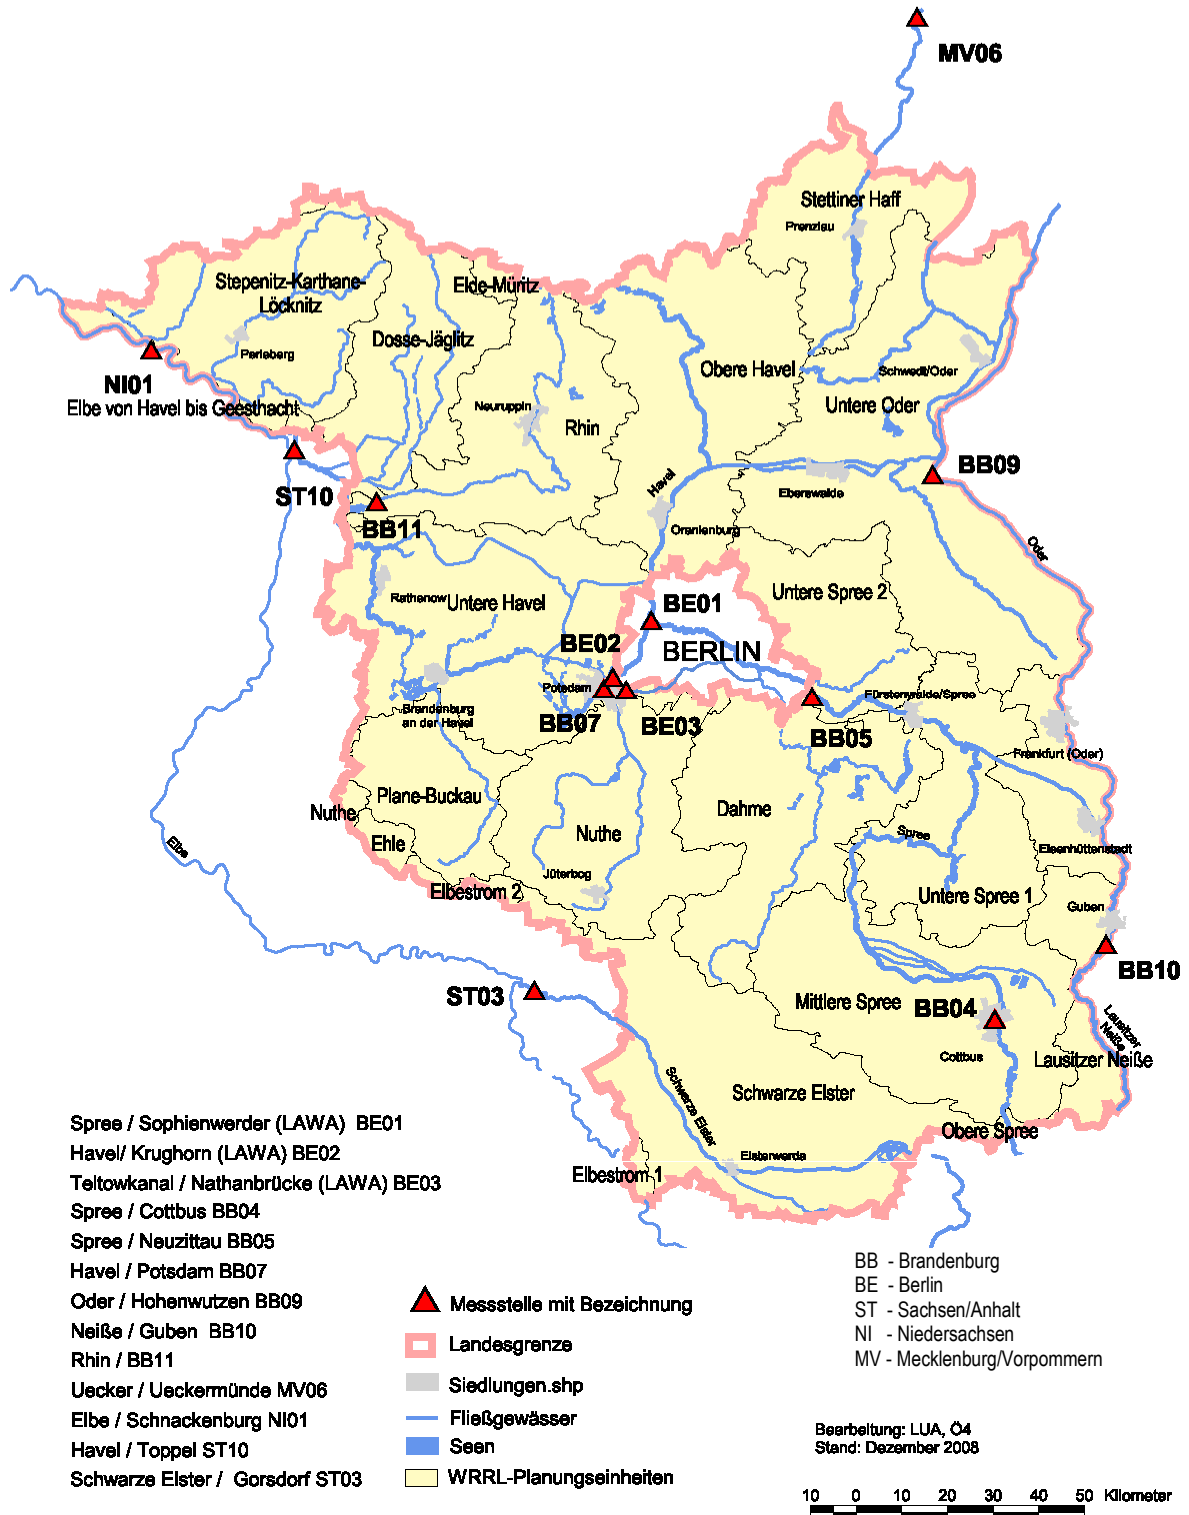 MV06
Stettiner Haff
Prenzlau
Elde-Müritz
Stepenitz-Karthane-
Löcknitz
Dosse-Jäglitz
Perleberg
Obere Havel
Schwedt/Oder
NI01
Elbe von Havel bis Geesthacht
Neuruppin
Rhin
Untere Oder
BB09
Havel
Eberswalde
ST10
BB11
Oranienburg
Oder
Rathenow
Untere Havel
BE01
Untere Spree 2
BE02
BERLIN
Potsdam
Fürstenwalde/Spree
Brandenburg
an der Havel
BB07
BE03
BB05
Frankfurt (Oder)
Plane-Buckau
Nuthe
Dahme
Nuthe
Ehle
Elbe
Spree
Eisenhüttenstadt
Jüterbog
Elbestrom 2
Untere Spree 1
Guben
BB10
ST03
Mittlere Spree
BB04
Lausitzer
Neiße
Cottbus
Lausitzer Neiße
Schwarze Elster
Schwarze Elster
Obere Spree
Elsterwerda
Elbestrom 1
Spree / Sophienwerder (LAWA) BE01
Havel/ Krughorn (LAWA) BE02
Teltowkanal / Nathanbrücke (LAWA) BE03
Spree / Cottbus BB04
Spree / Neuzittau BB05
Havel / Potsdam BB07
Oder / Hohenwutzen BB09
Neiße / Guben BB10
Rhin / BB11
Uecker / Ueckermünde MV06
Elbe / Schnackenburg NI01
Havel / Toppel ST10
Schwarze Elster / Gorsdorf ST03
Messstelle mit Bezeichnung
Landesgrenze
Siedlungen.shp
Fließgewässer
Seen
WRRL-Planungseinheiten
BB - Brandenburg
BE - Berlin
ST - Sachsen/Anhalt
NI - Niedersachsen
MV - Mecklenburg/Vorpommern
Bearbeitung: LUA, Ö4
Stand: Dezember 2008
10 0 10 20 30 40 50 Kilometer